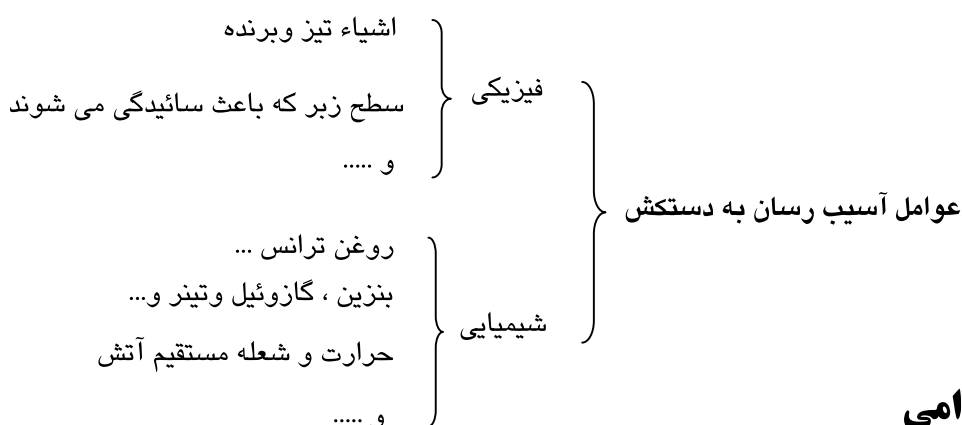 عوامل آسیب رسان به دستکش
فیزیکی
اشیاء تیز وبرنده
سطح زبر که باعث سائیدگی می شوند
و .....
شیمیایی
روغن ترانس ...
بنزین ، گازوئیل وتینر و...
حرارت و شعله مستقیم آتش
و .....
امی